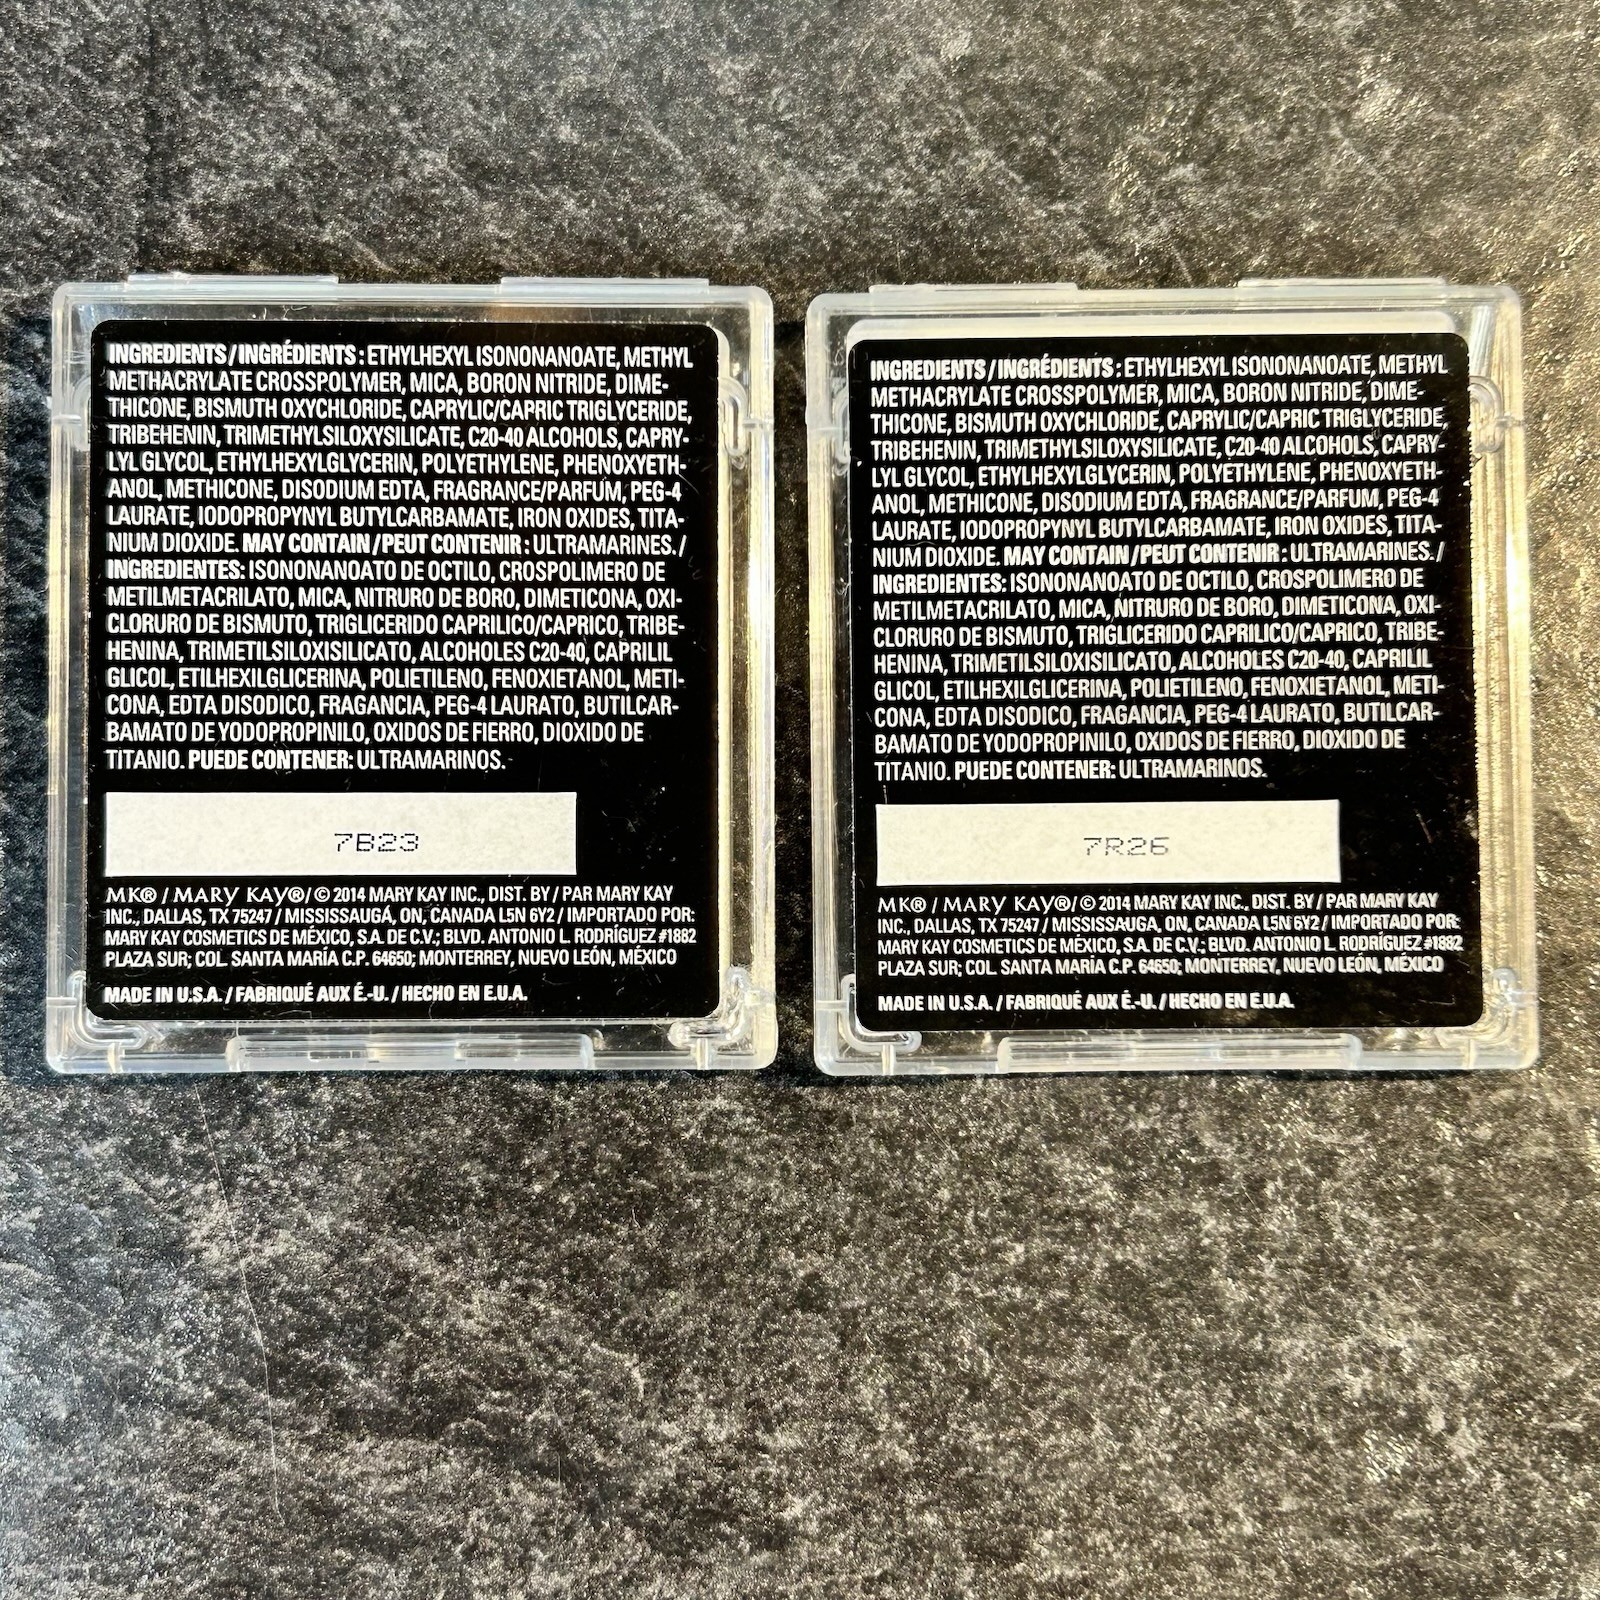 INGREDIENTS / INGRÉDIENTS : ETHYLHEXYL ISONONANOATE, METHYL
METHACRYLATE CROSSPOLYMER, MICA, BORON NITRIDE, DIME-
THICONE, BISMUTH OXYCHLORIDE, CAPRYLIC/CAPRIC TRIGLYCERIDE,
TRIBEHENIN, TRIMETHYLSILOXYSILICATE, C20-40 ALCOHOLS, CAPRY-
LYL GLYCOL, ETHYLHEXYLGLYCERIN, POLYETHYLENE, PHENOXYETH-
ANOL, METHICONE, DISODIUM EDTA, FRAGRANCE/PARFUM, PEG-4
LAURATE, IODOPROPYNYL BUTYLCARBAMATE, IRON OXIDES, TITA-
NIUM DIOXIDE. MAY CONTAIN / PEUT CONTENIR : ULTRAMARINES. /
INGREDIENTES: ISONONANOATO DE OCTILO, CROSPOLIMERO DE
METILMETACRILATO, MICA, NITRURO DE BORO, DIMETICONA, OXI-
CLORURO DE BISMUTO, TRIGLICERIDO CAPRILICO/CAPRICO, TRIBE-
HENINA, TRIMETILSILOXISILICATO, ALCOHOLES C20-40, CAPRILIL
GLICOL, ETILHEXILGLICERINA, POLIETILENO, FENOXIETANOL, METI-
CONA, EDTA DISODICO, FRAGANCIA, PEG-4 LAURATO, BUTILCAR-
BAMATO DE YODOPROPINILO, OXIDOS DE FIERRO, DIOXIDO DE
TITANIO. PUEDE CONTENER: ULTRAMARINOS.
7B23
MK® / MARY KAY® / © 2014 MARY KAY INC., DIST. BY / PAR MARY KAY
INC., DALLAS, TX 75247 / MISSISSAUGA, ON, CANADA L5N 6Y2 / IMPORTADO POR:
MARY KAY COSMETICS DE MÉXICO, S.A. DE C.V.; BLVD. ANTONIO L. RODRÍGUEZ #1882
PLAZA SUR; COL. SANTA MARÍA C.P. 64650; MONTERREY, NUEVO LEÓN, MÉXICO
MADE IN U.S.A. / FABRIQUÉ AUX É.-U. / HECHO EN E.U.A.
INGREDIENTS / INGRÉDIENTS : ETHYLHEXYL ISONONANOATE, METHYL
METHACRYLATE CROSSPOLYMER, MICA, BORON NITRIDE, DIME-
THICONE, BISMUTH OXYCHLORIDE, CAPRYLIC/CAPRIC TRIGLYCERIDE,
TRIBEHENIN, TRIMETHYLSILOXYSILICATE, C20-40 ALCOHOLS, CAPRY-
LYL GLYCOL, ETHYLHEXYLGLYCERIN, POLYETHYLENE, PHENOXYETH-
ANOL, METHICONE, DISODIUM EDTA, FRAGRANCE/PARFUM, PEG-4
LAURATE, IODOPROPYNYL BUTYLCARBAMATE, IRON OXIDES, TITA-
NIUM DIOXIDE. MAY CONTAIN / PEUT CONTENIR : ULTRAMARINES. /
INGREDIENTES: ISONONANOATO DE OCTILO, CROSPOLIMERO DE
METILMETACRILATO, MICA, NITRURO DE BORO, DIMETICONA, OXI-
CLORURO DE BISMUTO, TRIGLICERIDO CAPRILICO/CAPRICO, TRIBE-
HENINA, TRIMETILSILOXISILICATO, ALCOHOLES C20-40, CAPRILIL
GLICOL, ETILHEXILGLICERINA, POLIETILENO, FENOXIETANOL, METI-
CONA, EDTA DISODICO, FRAGANCIA, PEG-4 LAURATO, BUTILCAR-
BAMATO DE YODOPROPINILO, OXIDOS DE FIERRO, DIOXIDO DE
TITANIO. PUEDE CONTENER: ULTRAMARINOS.
7R26
MK® / MARY KAY® / © 2014 MARY KAY INC., DIST. BY / PAR MARY KAY
INC., DALLAS, TX 75247 / MISSISSAUGA, ON, CANADA L5N 6Y2 / IMPORTADO POR:
MARY KAY COSMETICS DE MÉXICO, S.A. DE C.V.; BLVD. ANTONIO L. RODRÍGUEZ #1882
PLAZA SUR; COL. SANTA MARÍA C.P. 64650; MONTERREY, NUEVO LEÓN, MÉXICO
MADE IN U.S.A. / FABRIQUÉ AUX É.-U. / HECHO EN E.U.A.